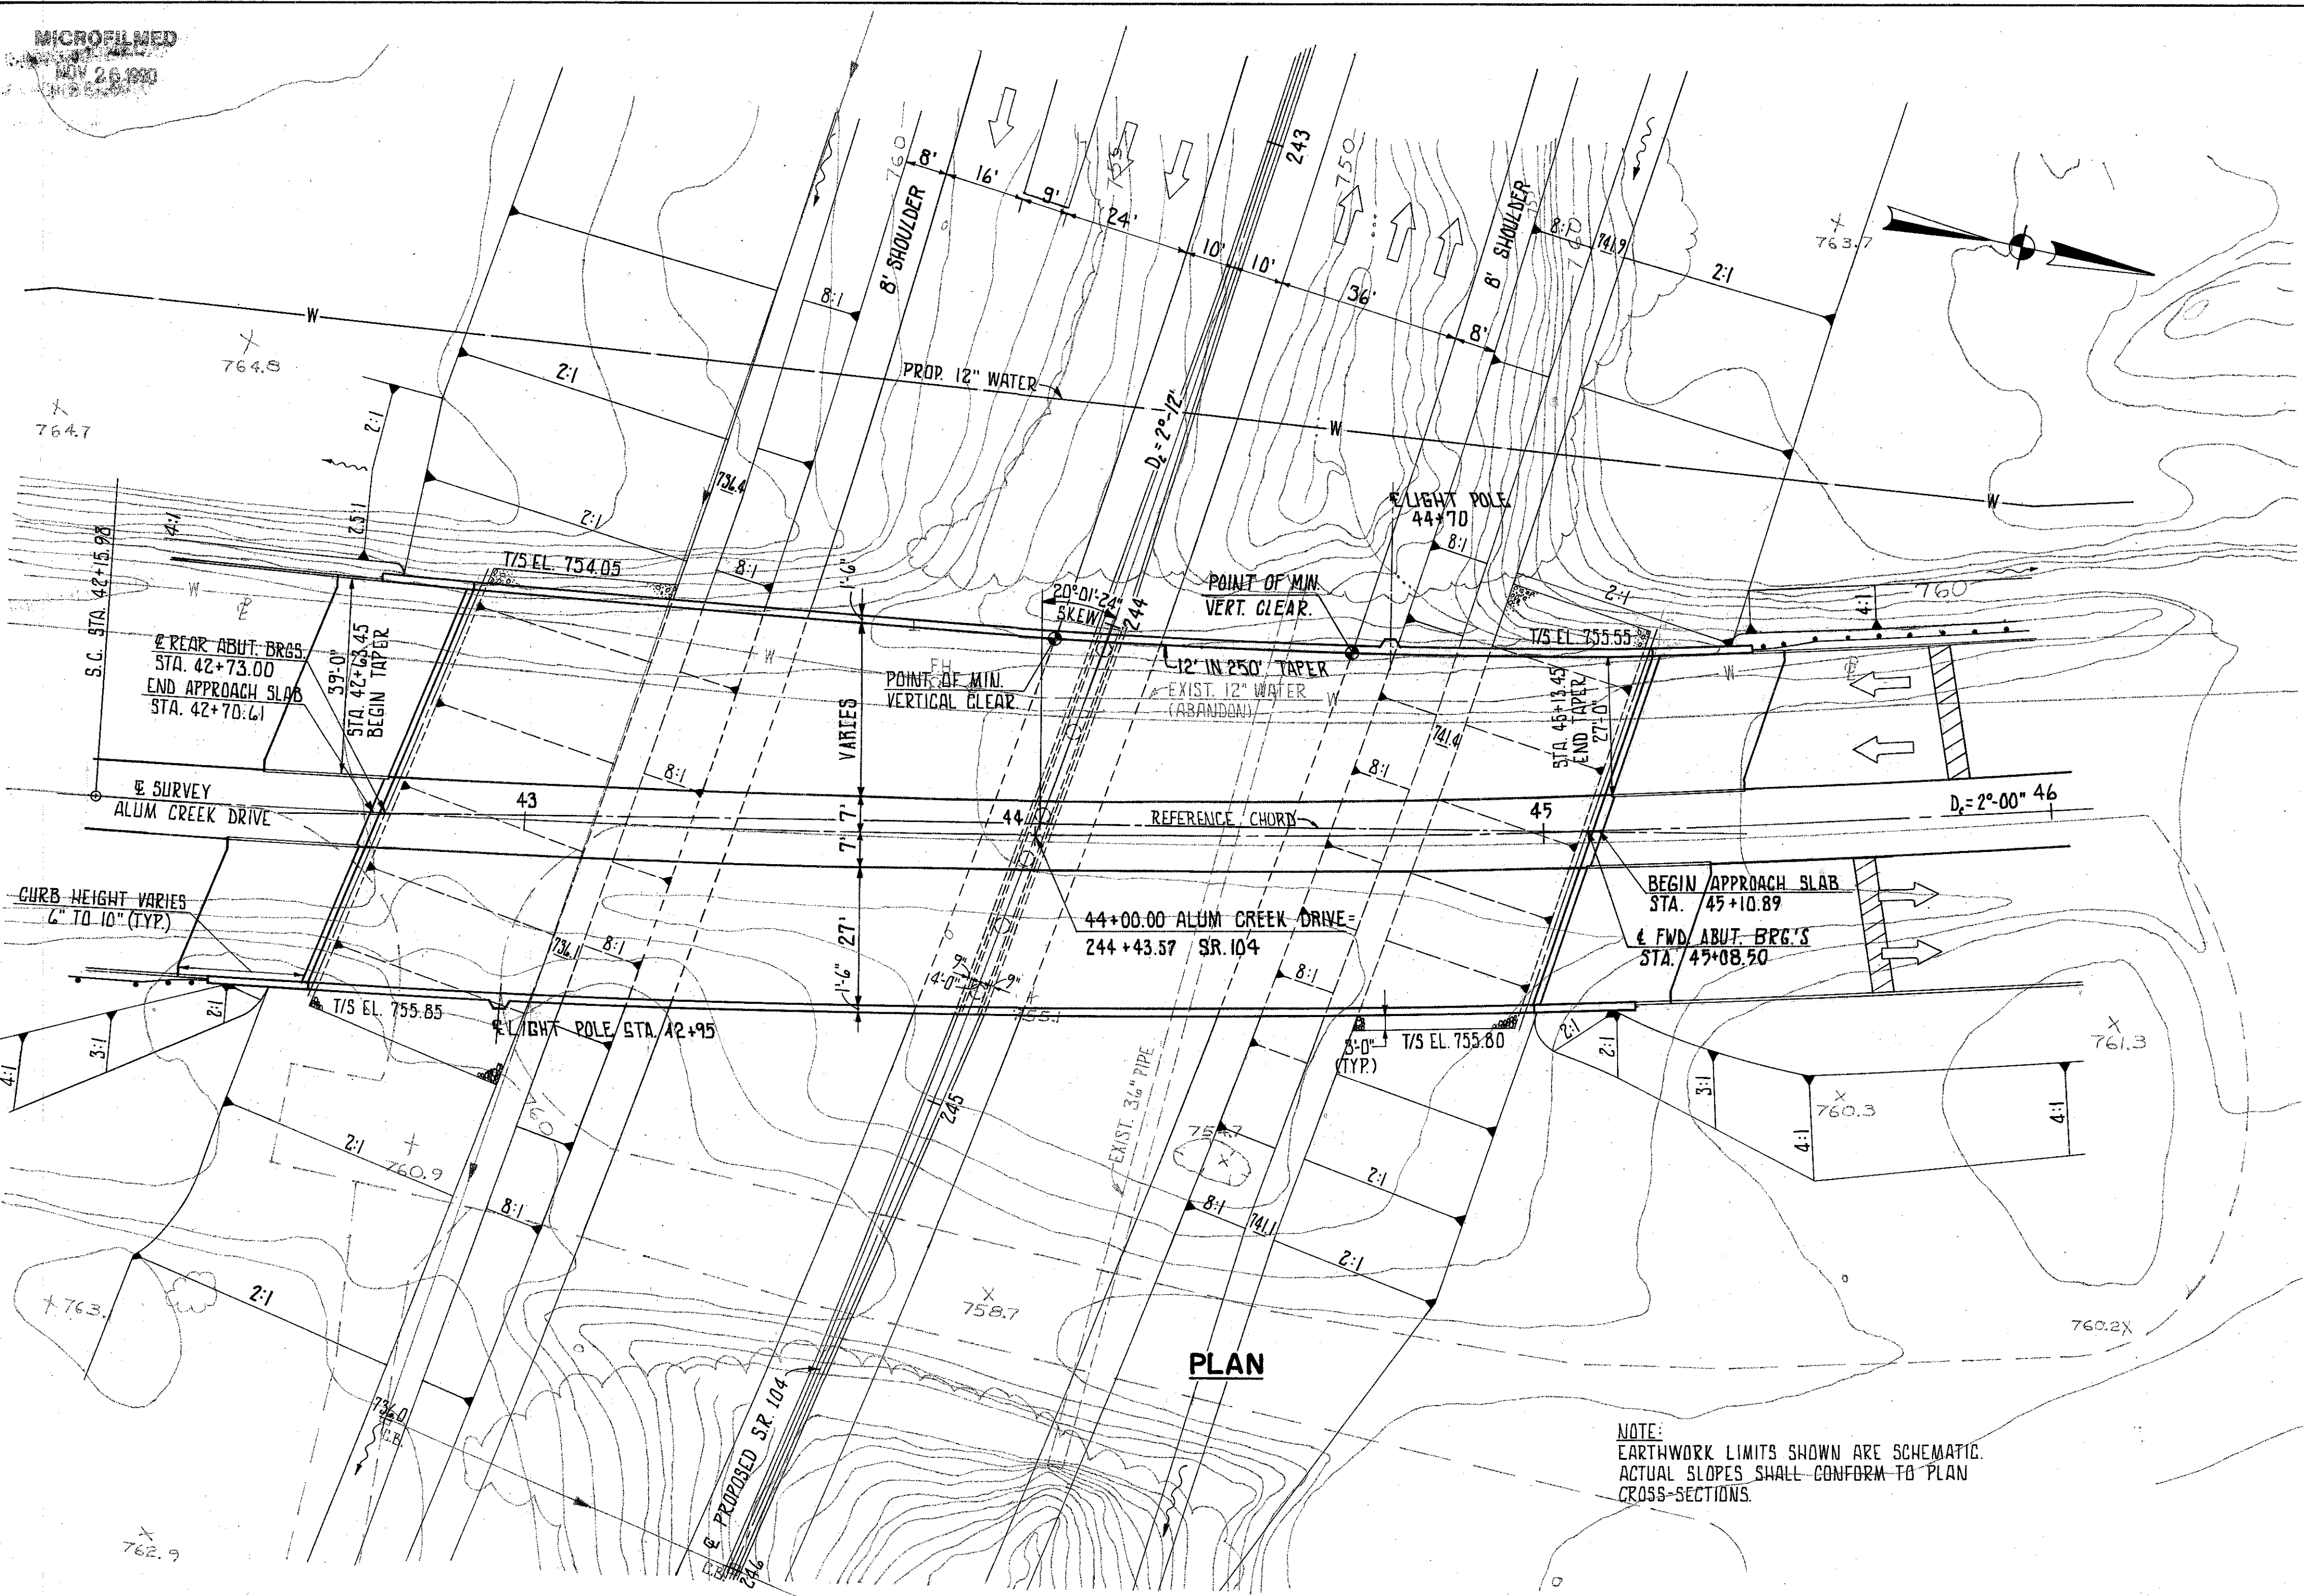 MICROFILMED
NOV 26 1990
8'
16'
9'
24'
10'
10'
36'
8'
243
750
755
760
8' SHOULDER
8' SHOULDER
8:1
741.9
2:1
763.7
W
764.8
764.7
8:1
2:1
PROP. 12" WATER
W
W
2:1
2.5:1
4:1
736.4
2:1
D꜀ = 2°-12'
℄ LIGHT POLE
44+70
8:1
S.C. STA. 42+15.98
T/S EL. 754.05
8:1
1'-6"
20°-01'-24"
SKEW
244
POINT OF MIN.
VERT. CLEAR.
2:1
T/S EL. 755.55
4:1
760
W
℄ REAR ABUT. BRGS.
STA. 42+73.00
END APPROACH SLAB
STA. 42+70.61
39'-0"
STA. 42+63.45
BEGIN TAPER
W
F.H.
POINT OF MIN.
VERTICAL CLEAR.
12' IN 250' TAPER
EXIST. 12" WATER
(ABANDON)
W
STA. 45+13.45
END TAPER
27'-0"
W
VARIES
741.4
8:1
8:1
℄ SURVEY
ALUM CREEK DRIVE
43
7'
7'
44
REFERENCE CHORD
45
D꜀ = 2°-00" 46
CURB HEIGHT VARIES
6" TO 10" (TYP.)
736.1
8:1
27'
1'-6"
44+00.00 ALUM CREEK DRIVE =
244+43.57 S.R. 104
9"
4'-0"
9"
8:1
BEGIN APPROACH SLAB
STA. 45+10.89
℄ FWD. ABUT. BRG.'S
STA. 45+08.50
T/S EL. 755.85
℄ LIGHT POLE STA. 42+95
755.1
3'-0"
(TYP.)
T/S EL. 755.80
2:1
3:1
4:1
2:1
2:1
3:1
4:1
4:1
761.3
760.3
760
245
EXIST. 36" PIPE
754.7
2:1
760.9
8:1
2:1
8:1
741.1
2:1
763.
2:1
758.7
760.2
PLAN
736.0
C.B.
℄ PROPOSED S.R. 104
C.B.
246
762.9
NOTE:
EARTHWORK LIMITS SHOWN ARE SCHEMATIC.
ACTUAL SLOPES SHALL CONFORM TO PLAN
CROSS-SECTIONS.